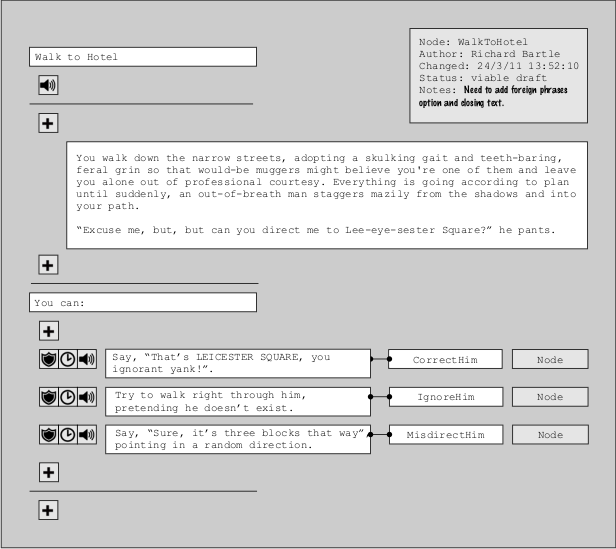 Node: WalkToHotel
Author: Richard Bartle
Changed: 24/3/11 13:52:10
Status: viable draft
Notes: Need to add foreign phrases
option and closing text.
Walk to Hotel
You walk down the narrow streets, adopting a skulking gait and teeth-baring,
feral grin so that would-be muggers might believe you're one of them and leave
you alone out of professional courtesy. Everything is going according to plan
until suddenly, an out-of-breath man staggers mazily from the shadows and into
your path.
“Excuse me, but, but can you direct me to Lee-eye-sester Square?” he pants.
You can:
Say, “That’s LEICESTER SQUARE, you
ignorant yank!”.
CorrectHim
Node
Try to walk right through him,
pretending he doesn’t exist.
IgnoreHim
Node
Say, “Sure, it’s three blocks that way”,
pointing in a random direction.
MisdirectHim
Node